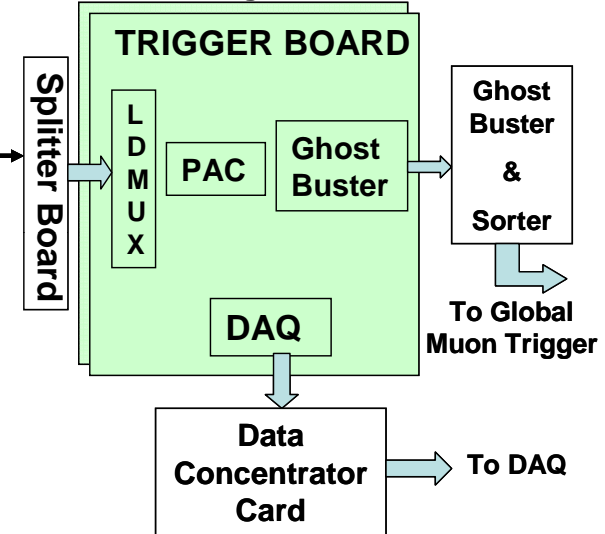 TRIGGER BOARD
Splitter Board
L
D
M
U
X
PAC
Ghost
Buster
Ghost
Buster
&
Sorter
To Global
Muon Trigger
DAQ
Data
Concentrator
Card
To DAQ